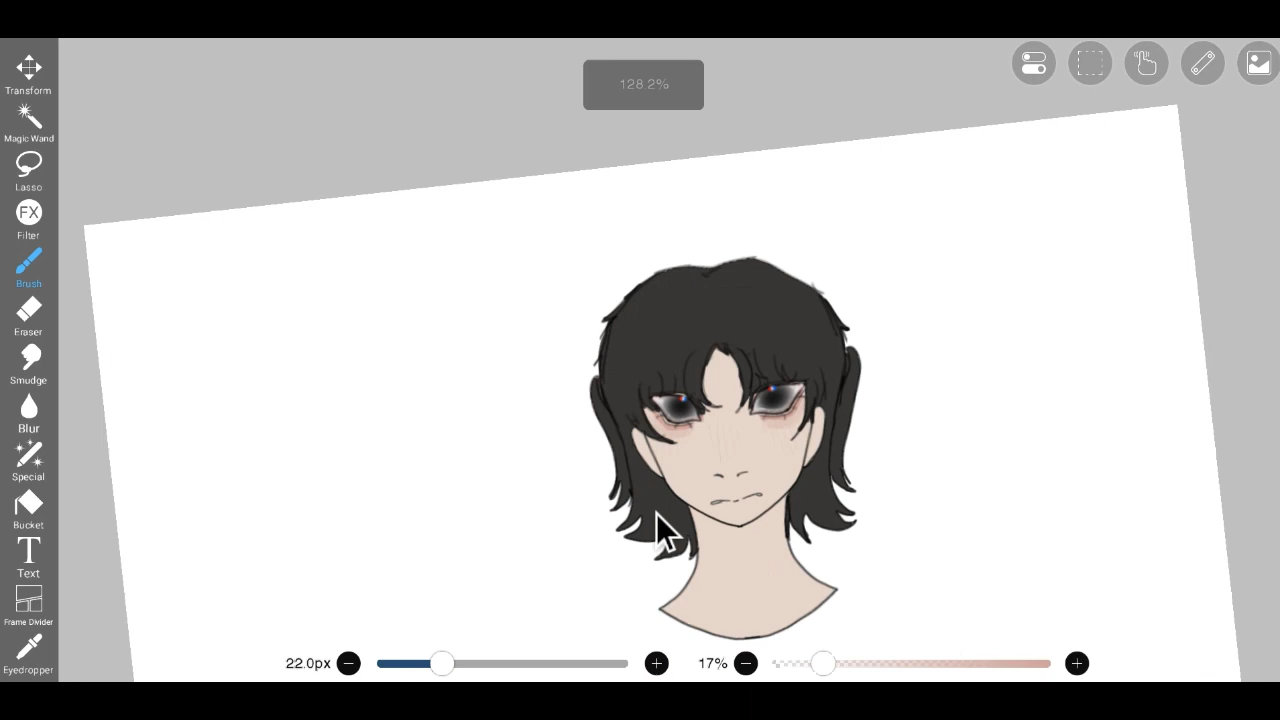 128.2%
Transform
Magic Wand
Lasso
FX
Filter
Brush
Eraser
Smudge
Blur
Special
Bucket
T
Text
Frame Divider
Eyedropper
22.0px
17%